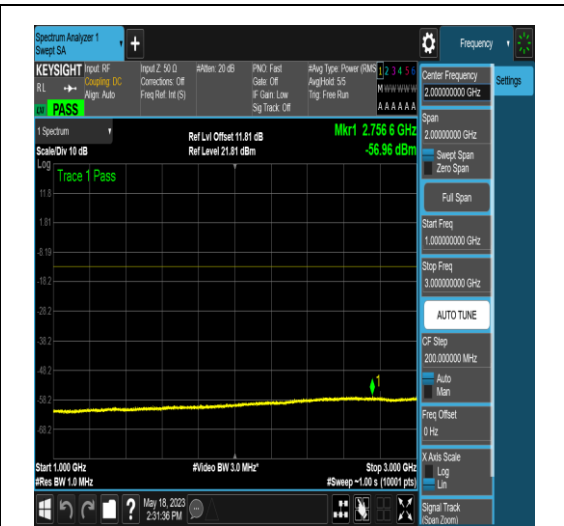 Spectrum Analyzer 1
Swept SA
+
Frequency
KEYSIGHT
RL
PASS
Input: RF
Coupling: DC
Align: Auto
Input Z: 50 Ω
Corrections: Off
Freq Ref: Int (S)
#Atten: 20 dB
PNO: Fast
Gate: Off
IF Gain: Low
Sig Track: Off
#Avg Type: Power (RMS
Avg|Hold: 5/5
Trig: Free Run
1 2 3 4 5 6
M W W W W W
A A A A A A
1 Spectrum
Scale/Div 10 dB
Ref Lvl Offset 11.81 dB
Ref Level 21.81 dBm
Mkr1 2.756 6 GHz
-56.96 dBm
Log
Trace 1 Pass
11.8
1.81
-8.19
-18.2
-28.2
-38.2
-48.2
-58.2
-68.2
1
Start 1.000 GHz
#Res BW 1.0 MHz
#Video BW 3.0 MHz*
Stop 3.000 GHz
#Sweep ~1.00 s (10001 pts)
Center Frequency
2.000000000 GHz
Settings
Span
2.00000000 GHz
Swept Span
Zero Span
Full Span
Start Freq
1.000000000 GHz
Stop Freq
3.000000000 GHz
AUTO TUNE
CF Step
200.000000 MHz
Auto
Man
Freq Offset
0 Hz
X Axis Scale
Log
Lin
Signal Track
(Span Zoom)
?
May 18, 2023
2:31:36 PM